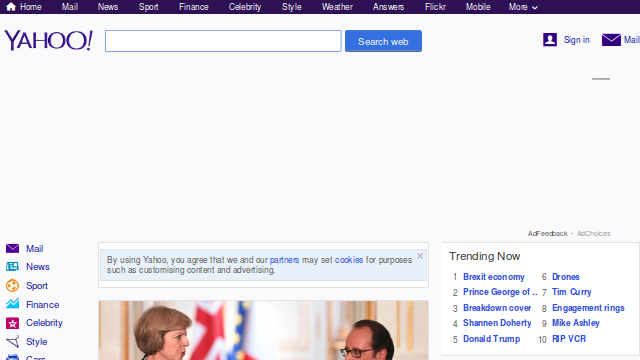 Home Mail News Sport Finance Celebrity Style Weather Answers Flickr Mobile More
YAHOO!
Search web
Sign in
Mail
AdFeedback - AdChoices
Mail
News
Sport
Finance
Celebrity
Style
Cars
By using Yahoo, you agree that we and our partners may set cookies for purposes
such as customising content and advertising.
Trending Now
1 Brexit economy
2 Prince George of ..
3 Breakdown cover
4 Shannen Doherty
5 Donald Trump
6 Drones
7 Tim Curry
8 Engagement rings
9 Mike Ashley
10 RIP VCR